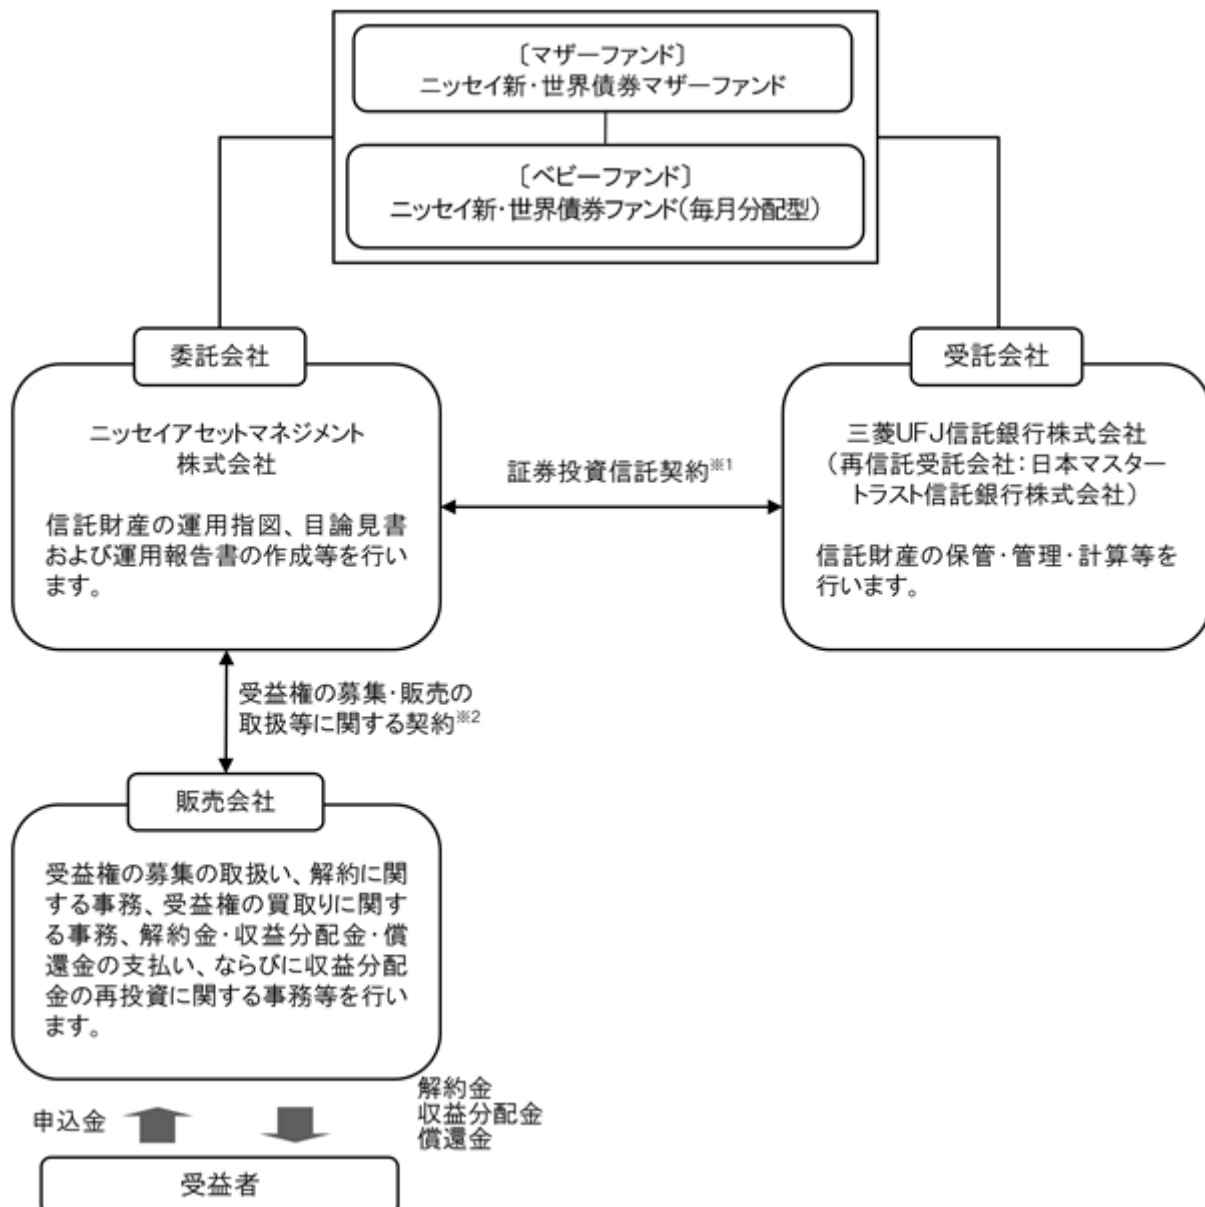 〔マザーファンド〕
ニッセイ新・世界債券マザーファンド
〔ベビーファンド〕
ニッセイ新・世界債券ファンド(毎月分配型)
委託会社
ニッセイアセットマネジメント
株式会社
信託財産の運用指図、目論見書
および運用報告書の作成等を行い
ます。
証券投資信託契約※1
受託会社
三菱UFJ信託銀行株式会社
(再信託受託会社:日本マスター
トラスト信託銀行株式会社)
信託財産の保管・管理・計算等を
行います。
受益権の募集・販売の
取扱等に関する契約※2
販売会社
受益権の募集の取扱い、解約に関
する事務、受益権の買取りに関す
る事務、解約金・収益分配金・償
還金の支払い、ならびに収益分配
金の再投資に関する事務等を行い
ます。
申込金
解約金
収益分配金
償還金
受益者